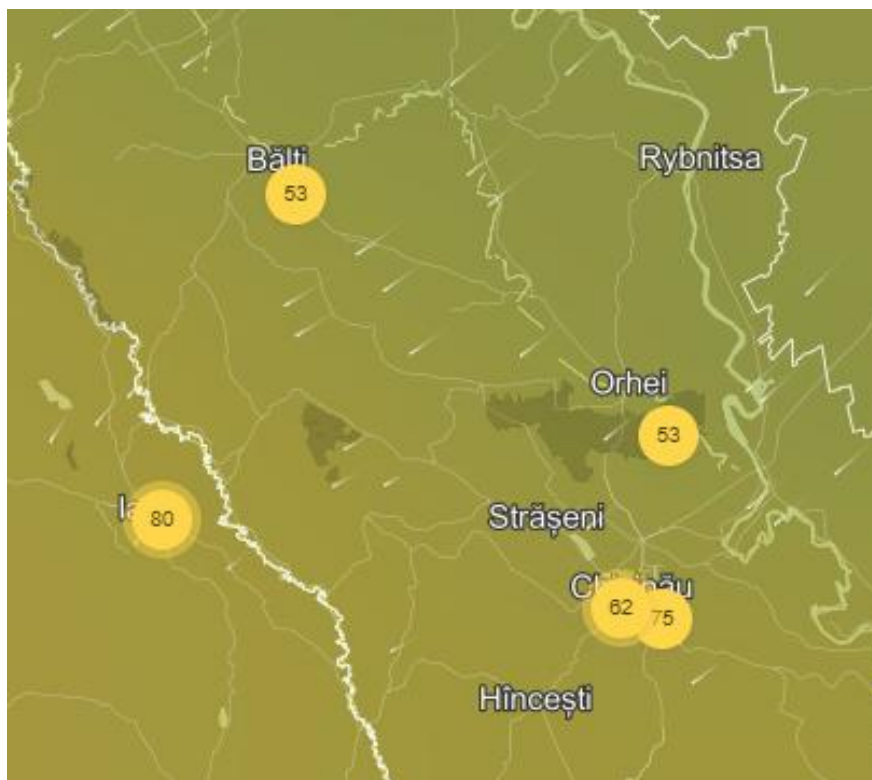 Bălți
53
Rybnitsa
Orhei
53
80
Strășeni
62
75
Hîncești